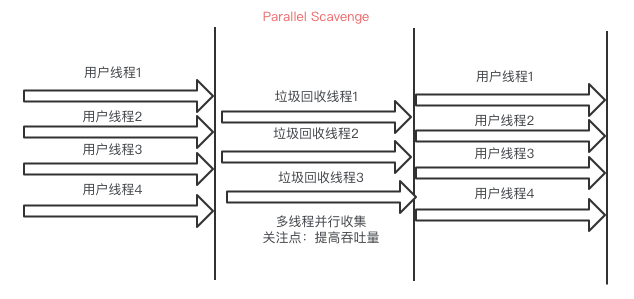 Parallel Scavenge
用户线程1
用户线程2
用户线程3
用户线程4
垃圾回收线程1
垃圾回收线程2
垃圾回收线程3
多线程并行收集
关注点：提高吞吐量
用户线程1
用户线程2
用户线程3
用户线程4